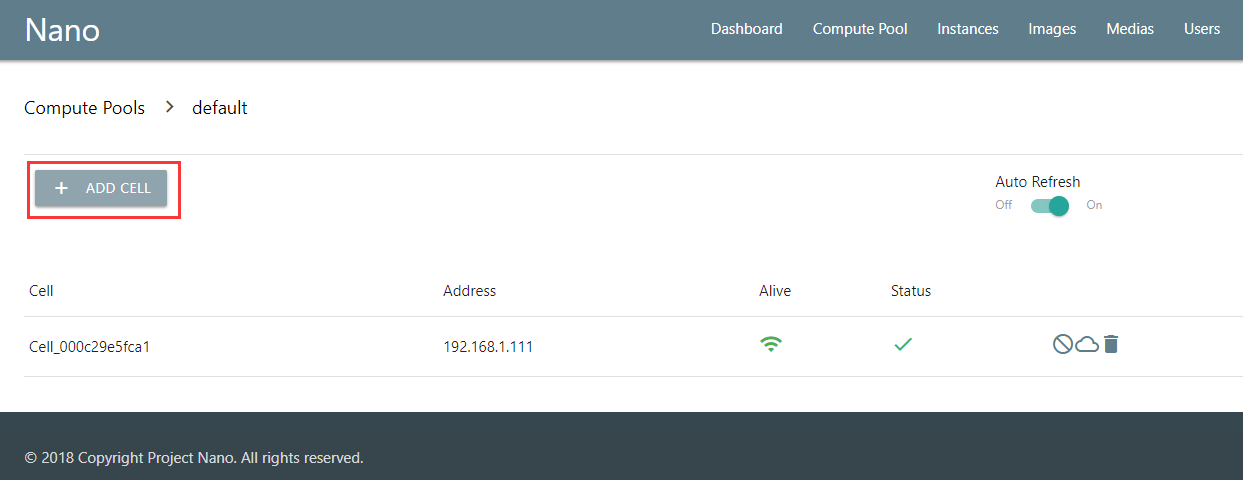 Nano
Dashboard Compute Pool Instances Images Medias Users
Compute Pools > default
+ ADD CELL
Auto Refresh
Off On
Cell Address Alive Status
Cell_000c29e5fca1 192.168.1.111
© 2018 Copyright Project Nano. All rights reserved.